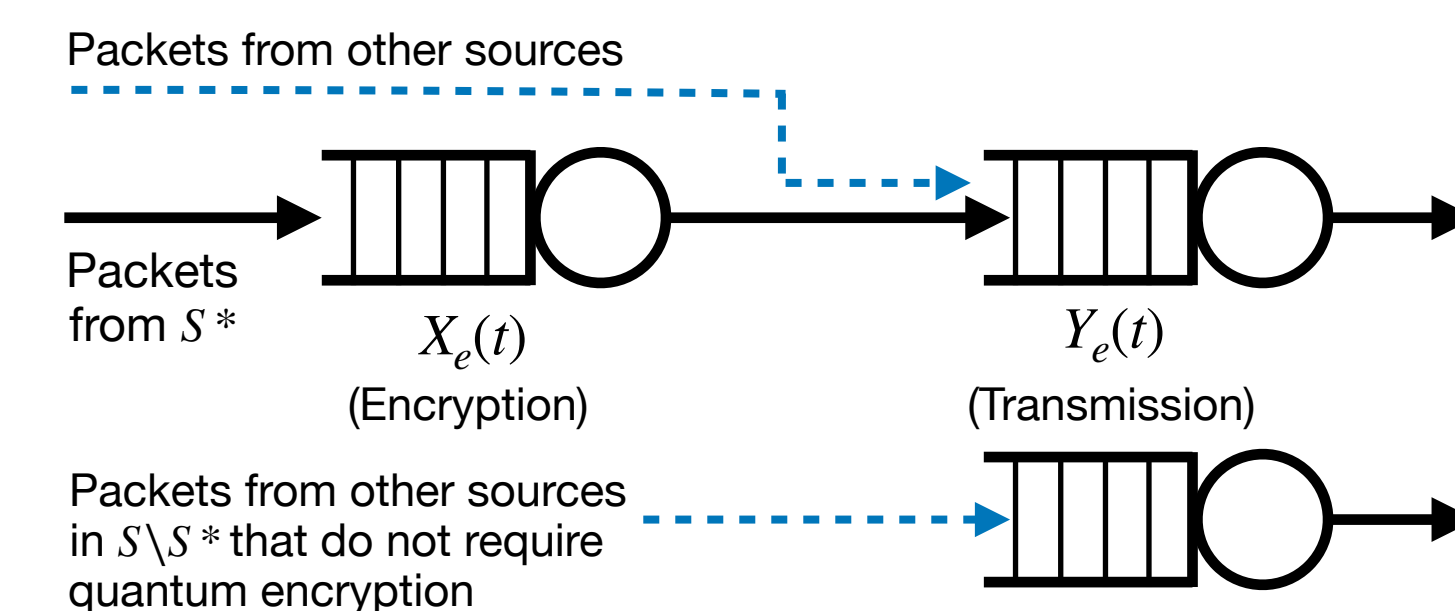 Packets from other sources
Packets
from S*
X_e(t)
Y_e(t)
(Encryption)
(Transmission)
Packets from other sources
in S\S* that do not require
quantum encryption